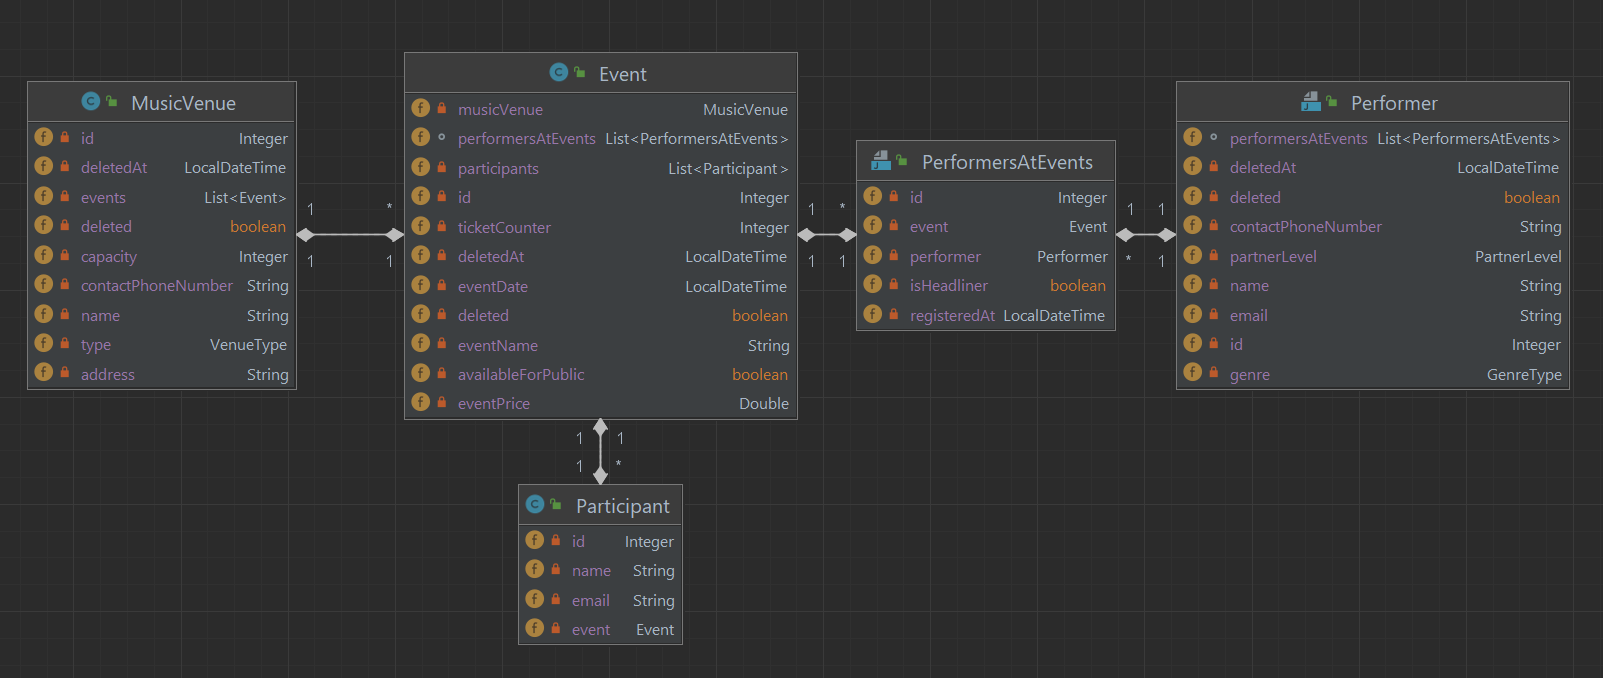 MusicVenue
id Integer
deletedAt LocalDateTime
events List<Event>
deleted boolean
capacity Integer
contactPhoneNumber String
name String
type VenueType
address String
1 *
1 1
Event
musicVenue MusicVenue
performersAtEvents List<PerformersAtEvents>
participants List<Participant>
id Integer
ticketCounter Integer
deletedAt LocalDateTime
eventDate LocalDateTime
deleted boolean
eventName String
availableForPublic boolean
eventPrice Double
1 *
1 1
PerformersAtEvents
id Integer
event Event
performer Performer
isHeadliner boolean
registeredAt LocalDateTime
1 1
* 1
Performer
performersAtEvents List<PerformersAtEvents>
deletedAt LocalDateTime
deleted boolean
contactPhoneNumber String
partnerLevel PartnerLevel
name String
email String
id Integer
genre GenreType
1 1
1 *
Participant
id Integer
name String
email String
event Event